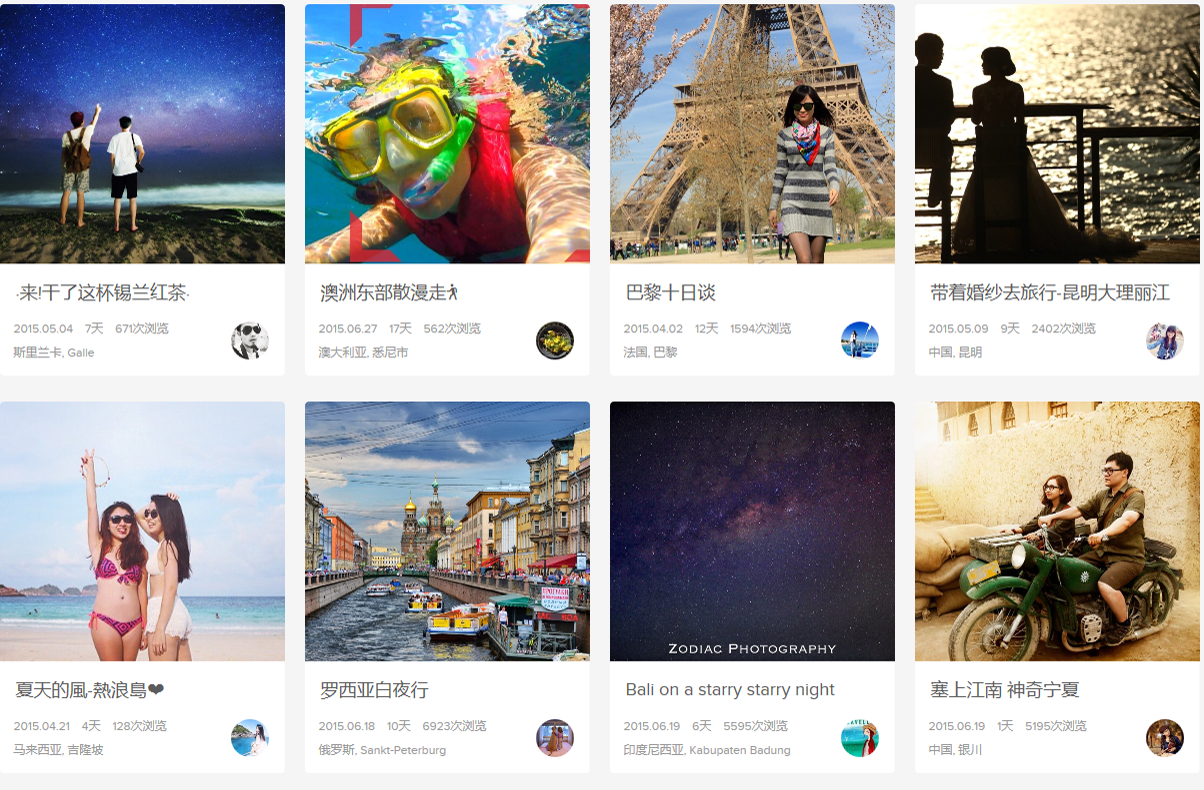 ·来!干了这杯锡兰红茶·
2015.05.04 7天 671次浏览
斯里兰卡, Galle
澳洲东部散漫走
2015.06.27 17天 562次浏览
澳大利亚, 悉尼市
巴黎十日谈
2015.04.02 12天 1594次浏览
法国, 巴黎
带着婚纱去旅行-昆明大理丽江
2015.05.09 9天 2402次浏览
中国, 昆明
夏天的風-熱浪島❤
2015.04.21 4天 128次浏览
马来西亚, 吉隆坡
罗西亚白夜行
2015.06.18 10天 6923次浏览
俄罗斯, Sankt-Peterburg
ZODIAC PHOTOGRAPHY
Bali on a starry starry night
2015.06.19 6天 5595次浏览
印度尼西亚, Kabupaten Badung
塞上江南 神奇宁夏
2015.06.19 1天 5195次浏览
中国, 银川